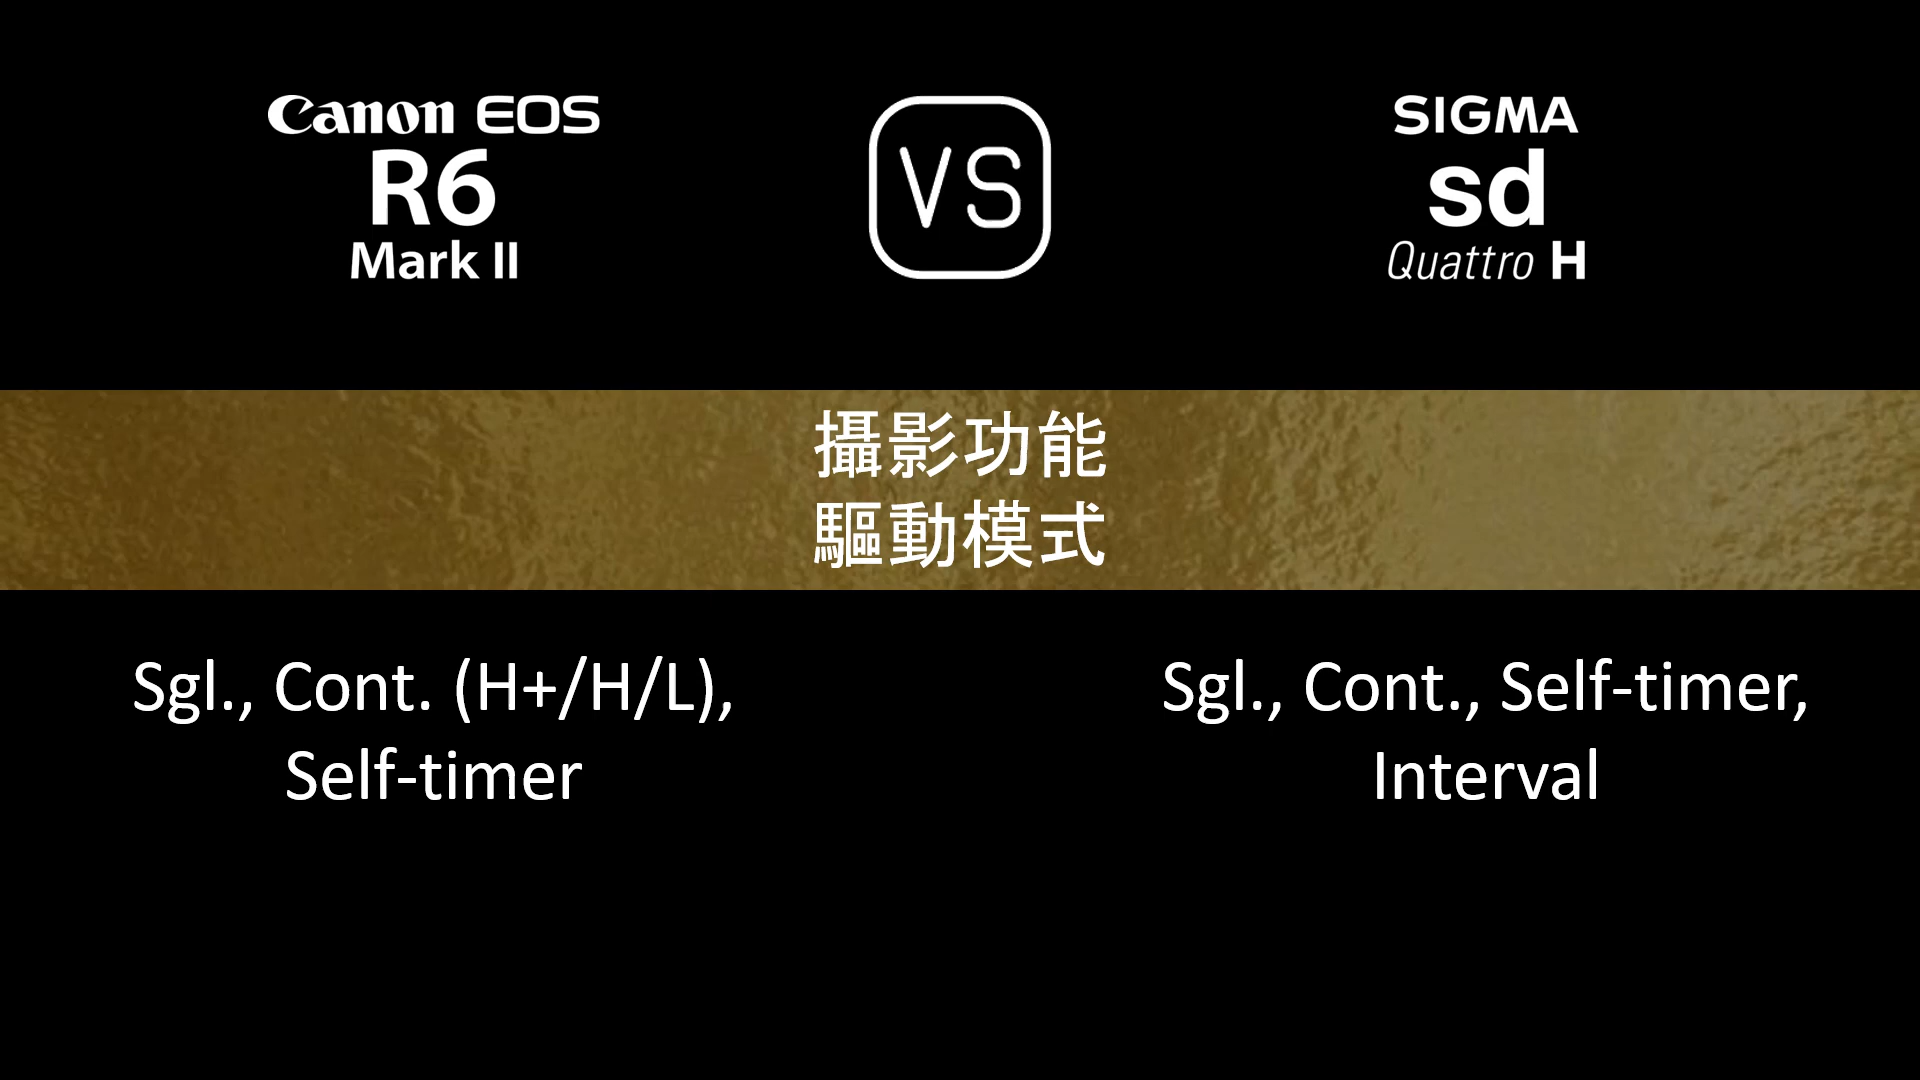 Canon EOS
R6
Mark II
VS
SIGMA
sd
Quattro H
攝影功能
驅動模式
Sgl., Cont. (H+/H/L),
Self-timer
Sgl., Cont., Self-timer,
Interval